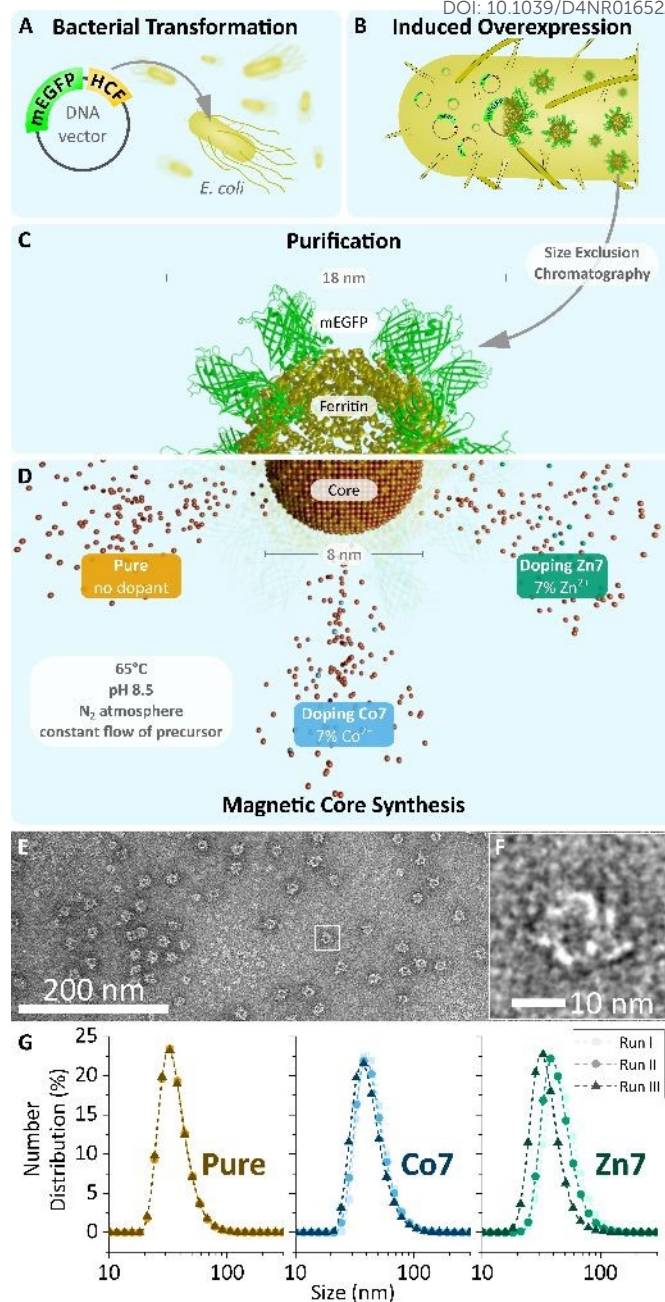 DOI: 10.1039/D4NR01652
A Bacterial Transformation
mEGFP HCF
DNA
vector
E. coli
B Induced Overexpression
C
Purification
Size Exclusion
Chromatography
18 nm
mEGFP
Ferritin
D
Core
8 nm
Pure
no dopant
Doping Zn7
7% Zn²⁺
65°C
pH 8.5
N₂ atmosphere
constant flow of precursor
Doping Co7
7% Co²⁺
Magnetic Core Synthesis
E
200 nm
F
10 nm
G
Number
Distribution (%)
25
20
15
10
5
0
Pure
Co7
Zn7
Run I
Run II
Run III
10 100
10 100
10 100
Size (nm)